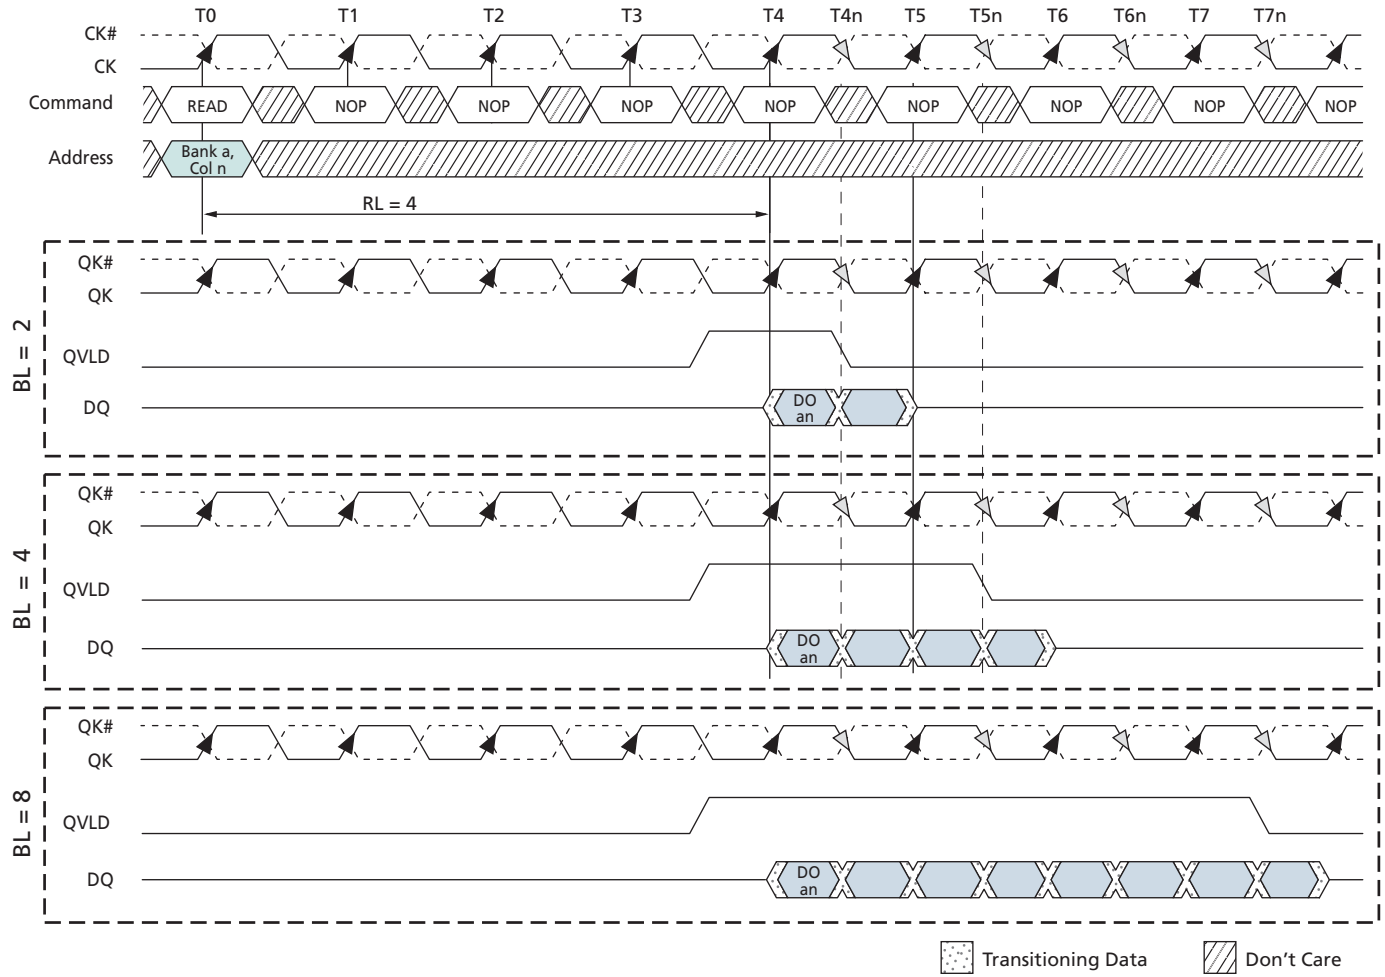 T0 T1 T2 T3 T4 T4n T5 T5n T6 T6n T7 T7n
CK#
CK
Command READ NOP NOP NOP NOP NOP NOP NOP NOP
Address Bank a,
Col n
RL = 4
BL = 2
QK#
QK
QVLD
DQ DO
an
BL = 4
QK#
QK
QVLD
DQ DO
an
BL = 8
QK#
QK
QVLD
DQ DO
an
Transitioning Data Don't Care